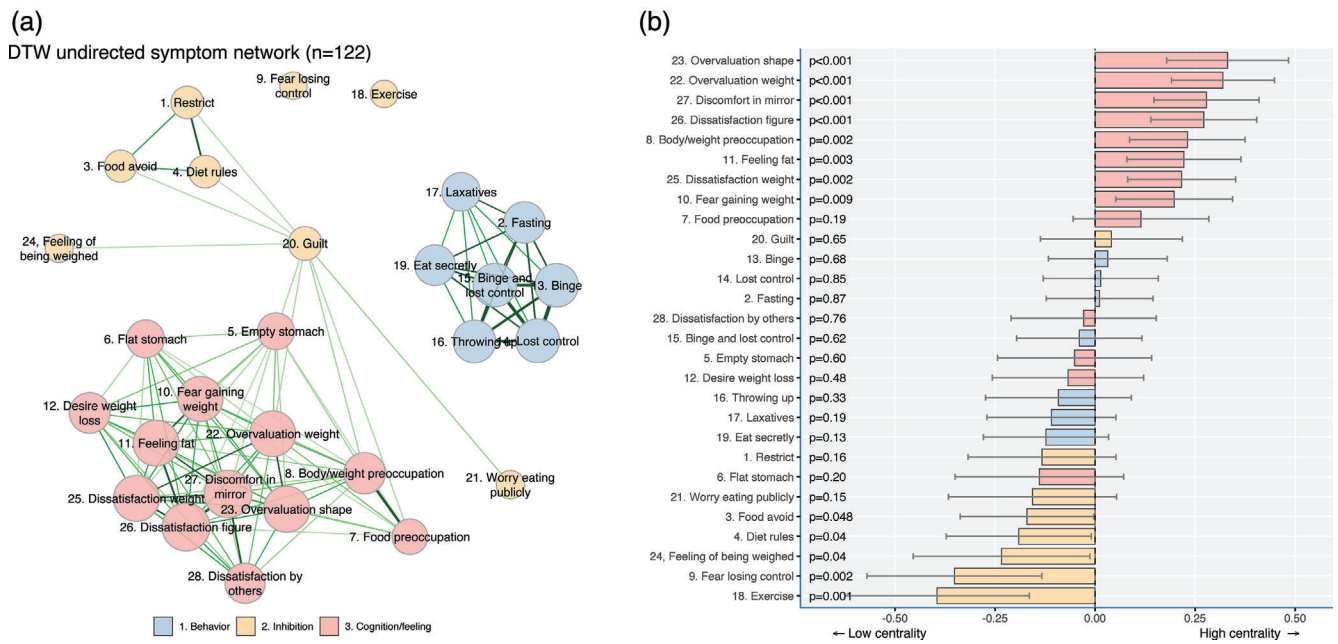 (a)
DTW undirected symptom network (n=122)
9. Fear losing
control
18. Exercise
1. Restrict
3. Food avoid
4. Diet rules
17. Laxatives
2. Fasting
24, Feeling of
being weighed
20. Guilt
19. Eat secretly
15. Binge and
lost control
13. Binge
16. Throwing up
14. Lost control
6. Flat stomach
5. Empty stomach
10. Fear gaining
weight
12. Desire weight
loss
11. Feeling fat
22. Overvaluation weight
8. Body/weight preoccupation
21. Worry eating
publicly
27. Discomfort in
mirror
25. Dissatisfaction weight
23. Overvaluation shape
26. Dissatisfaction figure
7. Food preoccupation
28. Dissatisfaction by
others
1. Behavior
2. Inhibition
3. Cognition/feeling
(b)
23. Overvaluation shape p<0.001
22. Overvaluation weight p<0.001
27. Discomfort in mirror p<0.001
26. Dissatisfaction figure p<0.001
8. Body/weight preoccupation p=0.002
11. Feeling fat p=0.003
25. Dissatisfaction weight p=0.002
10. Fear gaining weight p=0.009
7. Food preoccupation p=0.19
20. Guilt p=0.65
13. Binge p=0.68
14. Lost control p=0.85
2. Fasting p=0.87
28. Dissatisfaction by others p=0.76
15. Binge and lost control p=0.62
5. Empty stomach p=0.60
12. Desire weight loss p=0.48
16. Throwing up p=0.33
17. Laxatives p=0.19
19. Eat secretly p=0.13
1. Restrict p=0.16
6. Flat stomach p=0.20
21. Worry eating publicly p=0.15
3. Food avoid p=0.048
4. Diet rules p=0.04
24, Feeling of being weighed p=0.04
9. Fear losing control p=0.002
18. Exercise p=0.001
-0.50 -0.25 0.00 0.25 0.50
← Low centrality High centrality →